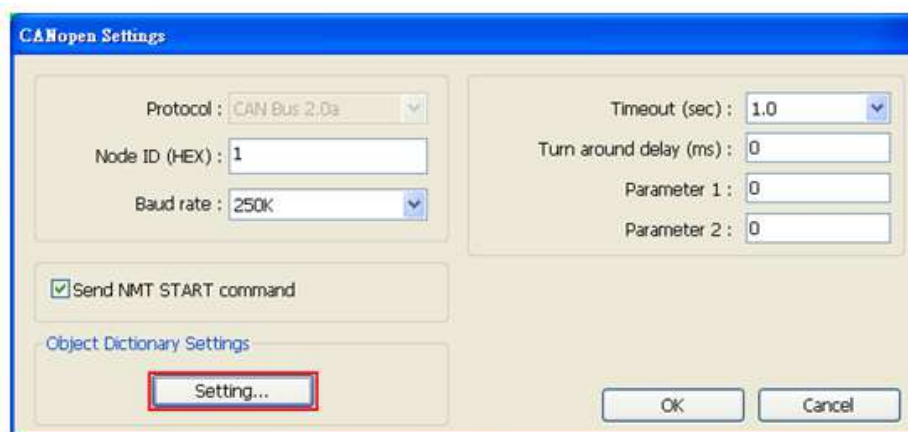 CANopen Settings
Protocol : CAN Bus 2.0a
Node ID (HEX) : 1
Baud rate : 250K
Timeout (sec) : 1.0
Turn around delay (ms) : 0
Parameter 1 : 0
Parameter 2 : 0
Send NMT START command
Object Dictionary Settings
Setting...
OK
Cancel